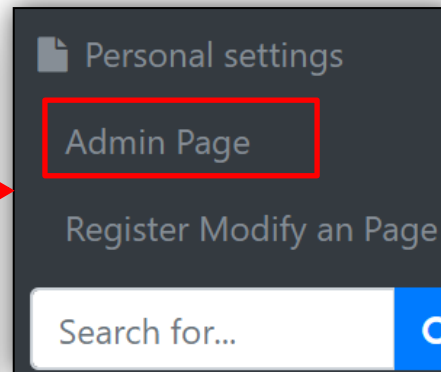 Personal settings
Admin Page
Register Modify an Page
Search for...